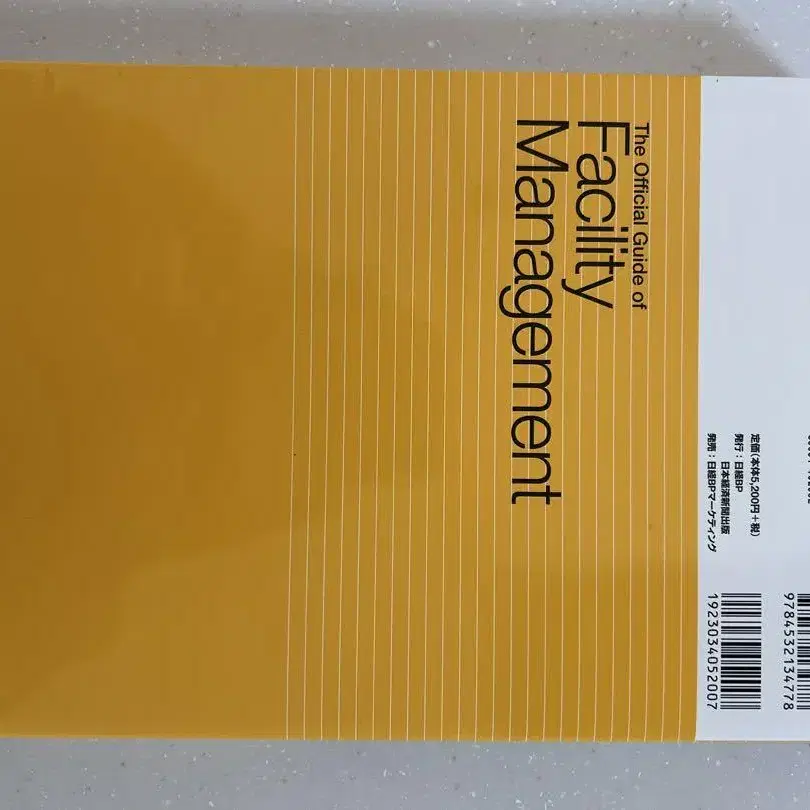 The Official Guide of
Facility
Management
9784532134778
1923034052007
定価(本体5,200円+税)
発行:日経BP
日本経済新聞出版
発売:日経BPマーケティング